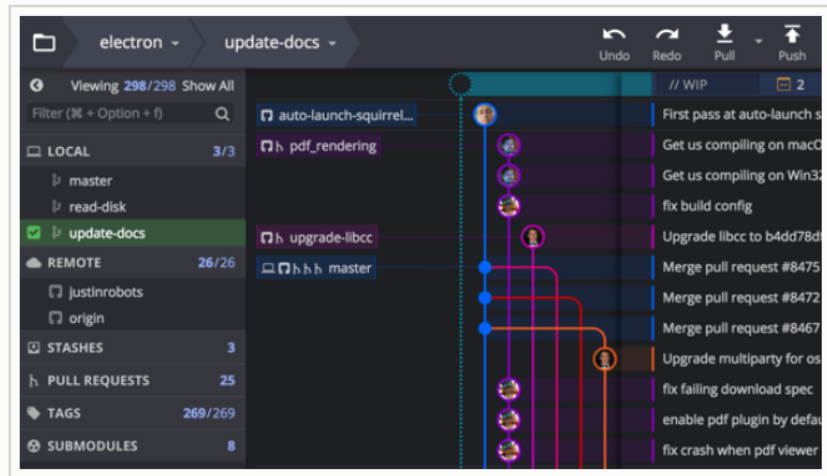 electron
update-docs
Undo
Redo
Pull
Push
Viewing 298/298 Show All
Filter (⌘ + Option + f)
LOCAL 3/3
master
read-disk
update-docs
REMOTE 26/26
justinrobots
origin
STASHES 3
PULL REQUESTS 25
TAGS 269/269
SUBMODULES 8
// WIP 2
auto-launch-squirrel... First pass at auto-launch s
pdf_rendering Get us compiling on macO
Get us compiling on Win32
fix build config
upgrade-libcc Upgrade libcc to b4dd78df
master Merge pull request #8475
Merge pull request #8472
Merge pull request #8467
Upgrade multiparty for os
fix failing download spec
enable pdf plugin by defau
fix crash when pdf viewer